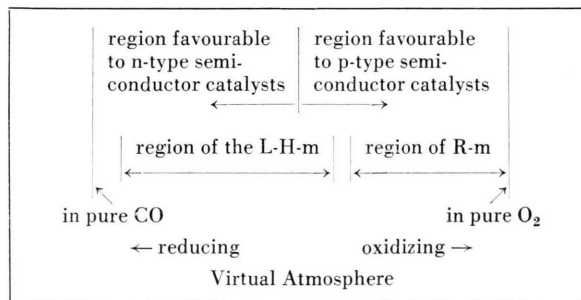 region favourable region favourable
to n-type semi- to p-type semi-
conductor catalysts conductor catalysts
region of the L-H-m region of R-m
in pure CO in pure O₂
← reducing oxidizing →
Virtual Atmosphere